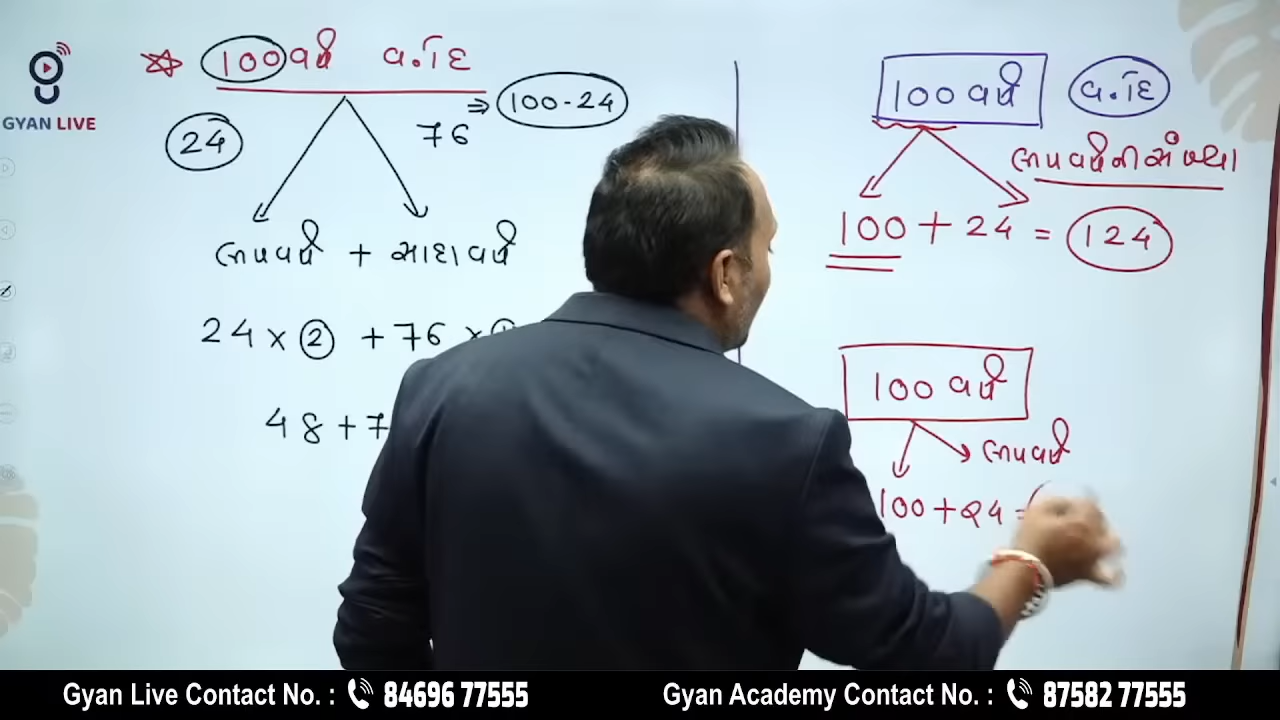 GYAN LIVE
100 વર્ષ વ.દિ
24
76 ⇒ 100-24
લીપવર્ષ + સાદાવર્ષ
24 × 2 + 76 ×
48 + 7
100 વર્ષ વ.દિ
લીપવર્ષની સંખ્યા
100 + 24 = 124
100 વર્ષ
લીપવર્ષ
100 + 24 =
Gyan Live Contact No. : 84696 77555
Gyan Academy Contact No. : 87582 77555